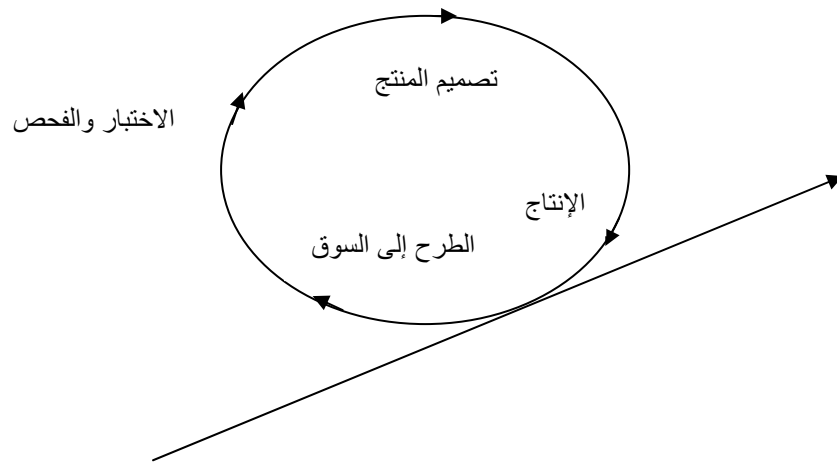 تصميم المنتج
الاختبار والفحص
الإنتاج
الطرح إلى السوق